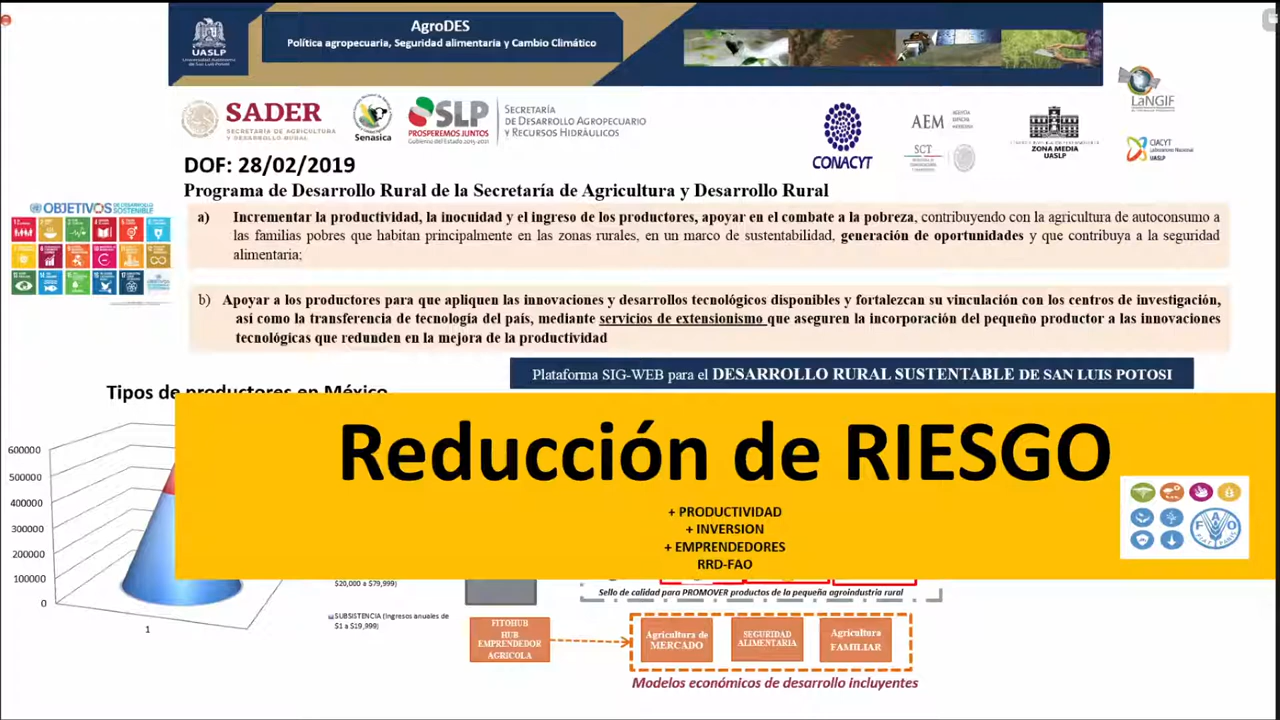 AgroDES
Política agropecuaria, Seguridad alimentaria y Cambio Climático
UASLP
SADER
SECRETARÍA DE AGRICULTURA
Y DESARROLLO RURAL
Senasica
SLP
PROSPEREMOS JUNTOS
Gobierno del Estado 2015-2021
SECRETARÍA
DE DESARROLLO AGROPECUARIO
Y RECURSOS HIDRÁULICOS
CONACYT
AEM
AGENCIA
ESPACIAL
MEXICANA
SCT
ZONA MEDIA
UASLP
LaNGIF
CIACYT
UASLP
DOF: 28/02/2019
Programa de Desarrollo Rural de la Secretaría de Agricultura y Desarrollo Rural
OBJETIVOS DE DESARROLLO SOSTENIBLE
a) Incrementar la productividad, la inocuidad y el ingreso de los productores, apoyar en el combate a la pobreza, contribuyendo con la agricultura de autoconsumo a
las familias pobres que habitan principalmente en las zonas rurales, en un marco de sustentabilidad, generación de oportunidades y que contribuya a la seguridad
alimentaria;
b) Apoyar a los productores para que apliquen las innovaciones y desarrollos tecnológicos disponibles y fortalezcan su vinculación con los centros de investigación,
así como la transferencia de tecnología del país, mediante servicios de extensionismo que aseguren la incorporación del pequeño productor a las innovaciones
tecnológicas que redunden en la mejora de la productividad
Plataforma SIG-WEB para el DESARROLLO RURAL SUSTENTABLE DE SAN LUIS POTOSI
Tipos de productores en México
600000
500000
400000
300000
200000
100000
0
1
Reducción de RIESGO
+ PRODUCTIVIDAD
+ INVERSION
+ EMPRENDEDORES
RRD-FAO
FAO
FIAT PANIS
$20,000 a $79,999)
SUBSISTENCIA (Ingresos anuales de
$1 a $19,999)
Sello de calidad para PROMOVER productos de la pequeña agroindustria rural
FITOHUB
HUB
EMPRENDEDOR
AGRICOLA
Agricultura de
MERCADO
SEGURIDAD
ALIMENTARIA
Agricultura
FAMILIAR
Modelos económicos de desarrollo incluyentes